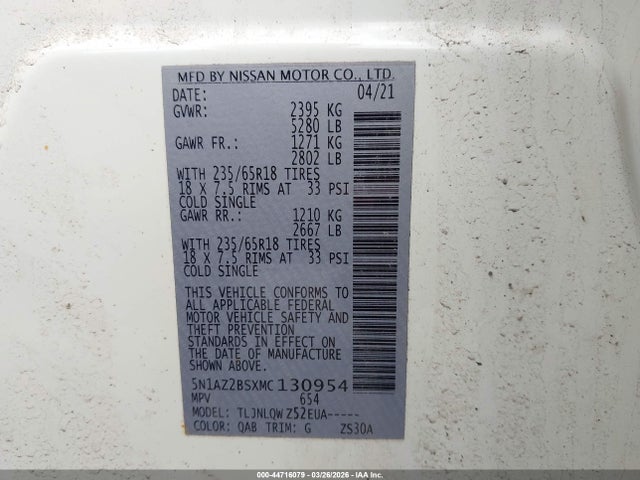 MFD BY NISSAN MOTOR CO., LTD.
DATE: 04/21
GVWR: 2395 KG
5280 LB
GAWR FR.: 1271 KG
2802 LB
WITH 235/65R18 TIRES
18 X 7.5 RIMS AT 33 PSI
COLD SINGLE
GAWR RR.: 1210 KG
2667 LB
WITH 235/65R18 TIRES
18 X 7.5 RIMS AT 33 PSI
COLD SINGLE
THIS VEHICLE CONFORMS TO
ALL APPLICABLE FEDERAL
MOTOR VEHICLE SAFETY AND
THEFT PREVENTION
STANDARDS IN EFFECT ON
THE DATE OF MANUFACTURE
SHOWN ABOVE.
5N1AZ2BSXMC130954
MPV 654
MODEL: TLJNLQWZ52EUA-----
COLOR: QAB TRIM: G ZS30A
000-44716079 | 03/26/2026 - IAA Inc.